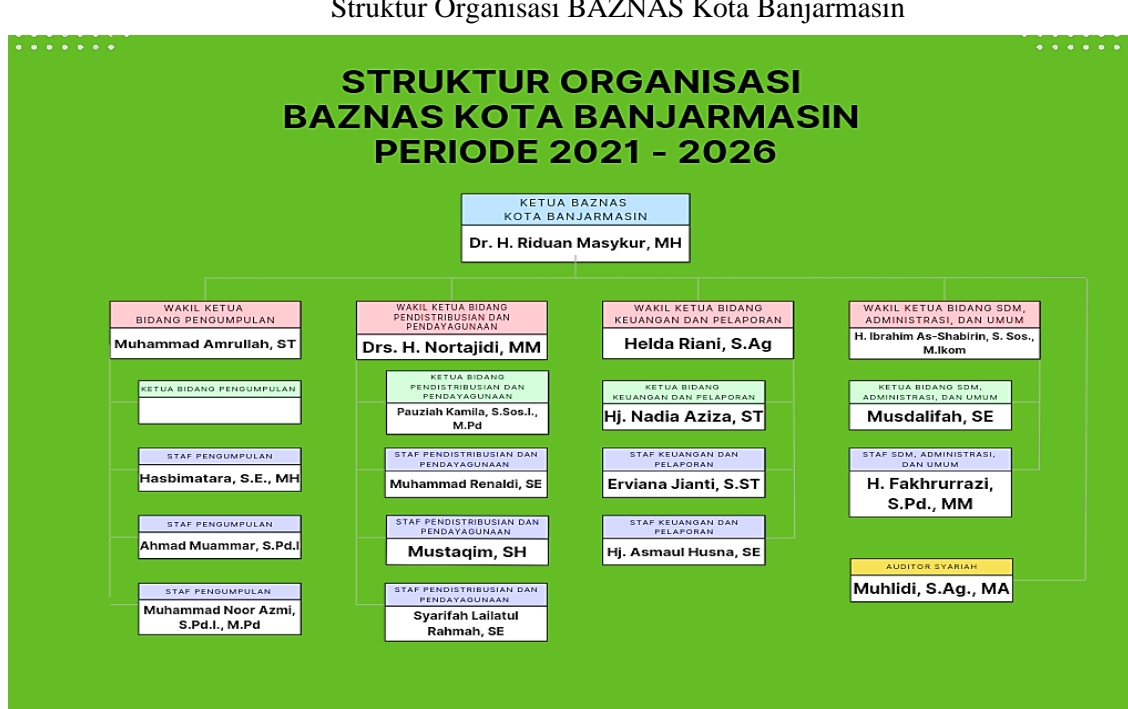 Struktur Organisasi BAZNAS Kota Banjarmasin
STRUKTUR ORGANISASI
BAZNAS KOTA BANJARMASIN
PERIODE 2021 - 2026
KETUA BAZNAS
KOTA BANJARMASIN
Dr. H. Riduan Masykur, MH
WAKIL KETUA
BIDANG PENGUMPULAN
Muhammad Amrullah, ST
KETUA BIDANG PENGUMPULAN
STAF PENGUMPULAN
Hasbimatara, S.E., MH
STAF PENGUMPULAN
Ahmad Muammar, S.Pd.I
STAF PENGUMPULAN
Muhammad Noor Azmi,
S.Pd.I., M.Pd
WAKIL KETUA BIDANG
PENDISTRIBUSIAN DAN
PENDAYAGUNAAN
Drs. H. Nortajidi, MM
KETUA BIDANG
PENDISTRIBUSIAN DAN
PENDAYAGUNAAN
Pauziah Kamila, S.Sos.I.,
M.Pd
STAF PENDISTRIBUSIAN DAN
PENDAYAGUNAAN
Muhammad Renaldi, SE
STAF PENDISTRIBUSIAN DAN
PENDAYAGUNAAN
Mustaqim, SH
STAF PENDISTRIBUSIAN DAN
PENDAYAGUNAAN
Syarifah Lailatul
Rahmah, SE
WAKIL KETUA BIDANG
KEUANGAN DAN PELAPORAN
Helda Riani, S.Ag
KETUA BIDANG
KEUANGAN DAN PELAPORAN
Hj. Nadia Aziza, ST
STAF KEUANGAN DAN
PELAPORAN
Erviana Jianti, S.ST
STAF KEUANGAN DAN
PELAPORAN
Hj. Asmaul Husna, SE
WAKIL KETUA BIDANG SDM,
ADMINISTRASI, DAN UMUM
H. Ibrahim As-Shabirin, S. Sos.,
M.Ikom
KETUA BIDANG SDM,
ADMINISTRASI, DAN UMUM
Musdalifah, SE
STAF SDM, ADMINISTRASI,
DAN UMUM
H. Fakhrurrazi,
S.Pd., MM
AUDITOR SYARIAH
Muhlidi, S.Ag., MA